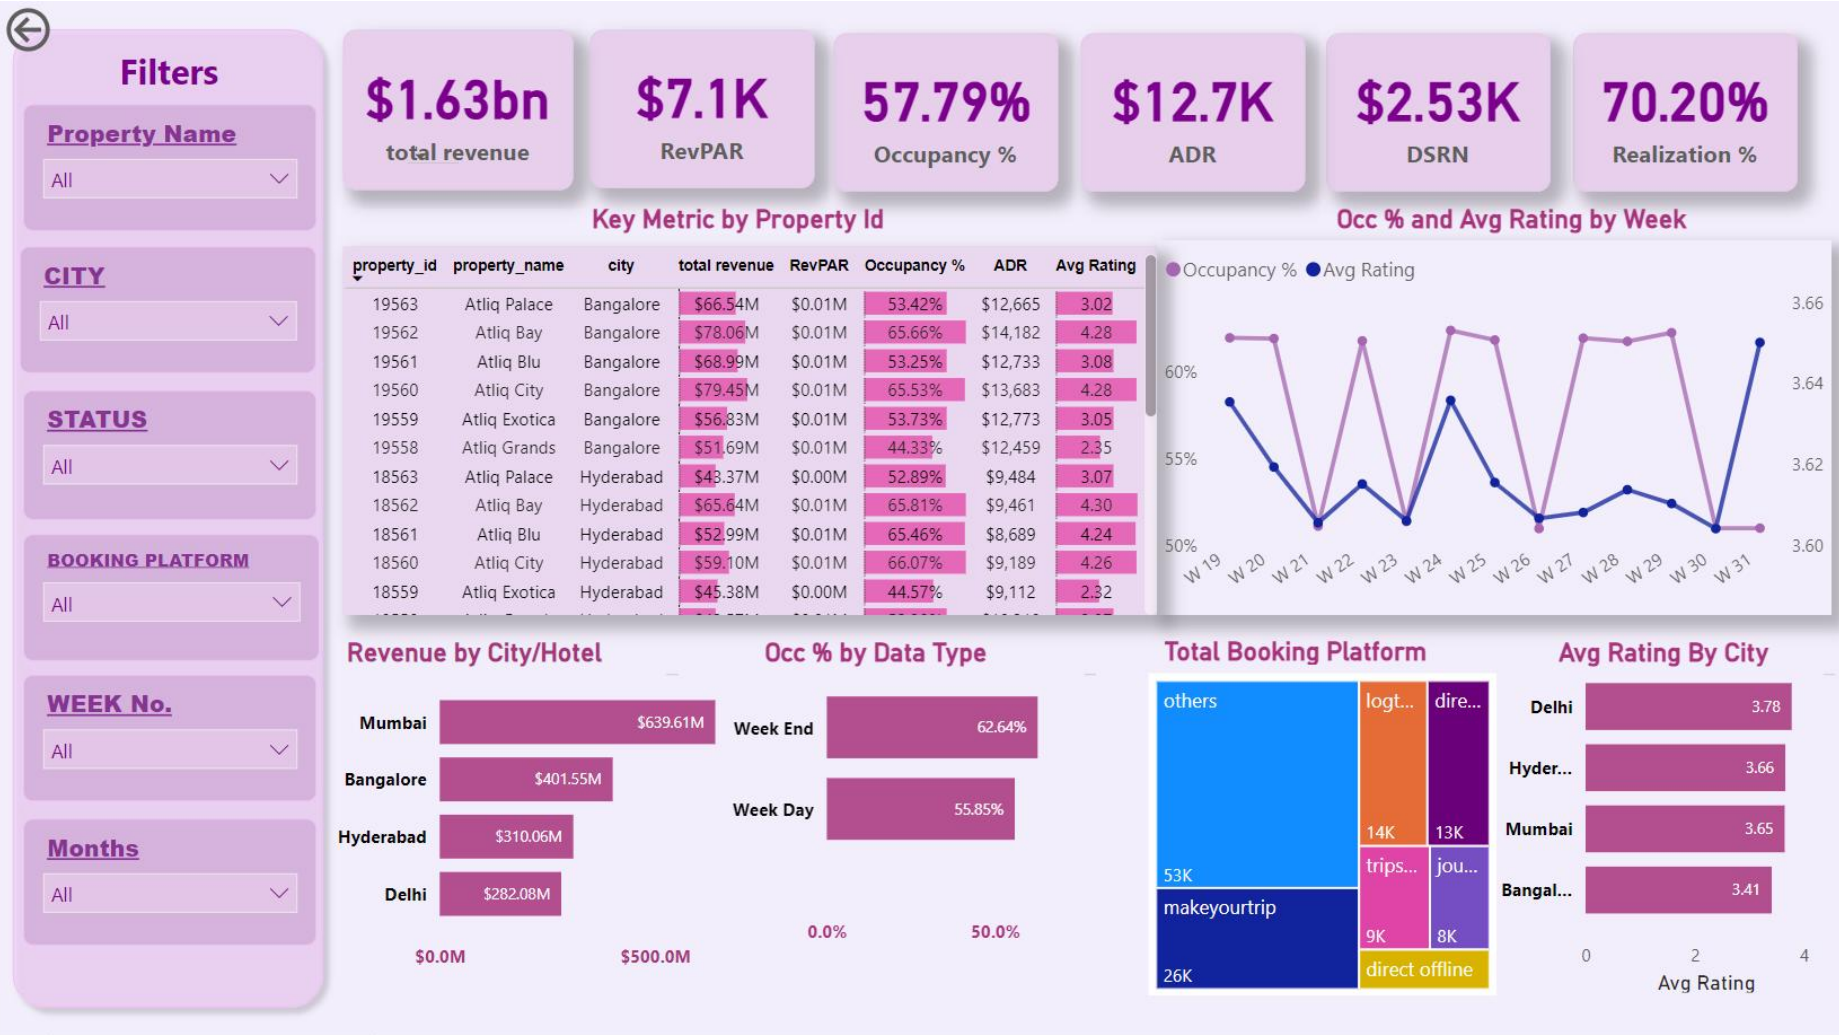 Filters
Property Name
All
CITY
All
STATUS
All
BOOKING PLATFORM
All
WEEK No.
All
Months
All
$1.63bn
total revenue
$7.1K
RevPAR
57.79%
Occupancy %
$12.7K
ADR
$2.53K
DSRN
70.20%
Realization %
Key Metric by Property Id
property_id property_name city total revenue RevPAR Occupancy % ADR Avg Rating
19563 Atliq Palace Bangalore $66.54M $0.01M 53.42% $12,665 3.02
19562 Atliq Bay Bangalore $78.06M $0.01M 65.66% $14,182 4.28
19561 Atliq Blu Bangalore $68.99M $0.01M 53.25% $12,733 3.08
19560 Atliq City Bangalore $79.45M $0.01M 65.53% $13,683 4.28
19559 Atliq Exotica Bangalore $56.83M $0.01M 53.73% $12,773 3.05
19558 Atliq Grands Bangalore $51.69M $0.01M 44.33% $12,459 2.35
18563 Atliq Palace Hyderabad $43.37M $0.00M 52.89% $9,484 3.07
18562 Atliq Bay Hyderabad $65.64M $0.01M 65.81% $9,461 4.30
18561 Atliq Blu Hyderabad $52.99M $0.01M 65.46% $8,689 4.24
18560 Atliq City Hyderabad $59.10M $0.01M 66.07% $9,189 4.26
18559 Atliq Exotica Hyderabad $45.38M $0.00M 44.57% $9,112 2.32
Occ % and Avg Rating by Week
Occupancy % Avg Rating
60%
55%
50%
3.66
3.64
3.62
3.60
W 19 W 20 W 21 W 22 W 23 W 24 W 25 W 26 W 27 W 28 W 29 W 30 W 31
Revenue by City/Hotel
Mumbai $639.61M
Bangalore $401.55M
Hyderabad $310.06M
Delhi $282.08M
$0.0M $500.0M
Occ % by Data Type
Week End 62.64%
Week Day 55.85%
0.0% 50.0%
Total Booking Platform
others
53K
makeyourtrip
26K
logt...
14K
dire...
13K
trips...
9K
jou...
8K
direct offline
Avg Rating By City
Delhi 3.78
Hyder... 3.66
Mumbai 3.65
Bangal... 3.41
0 2 4
Avg Rating